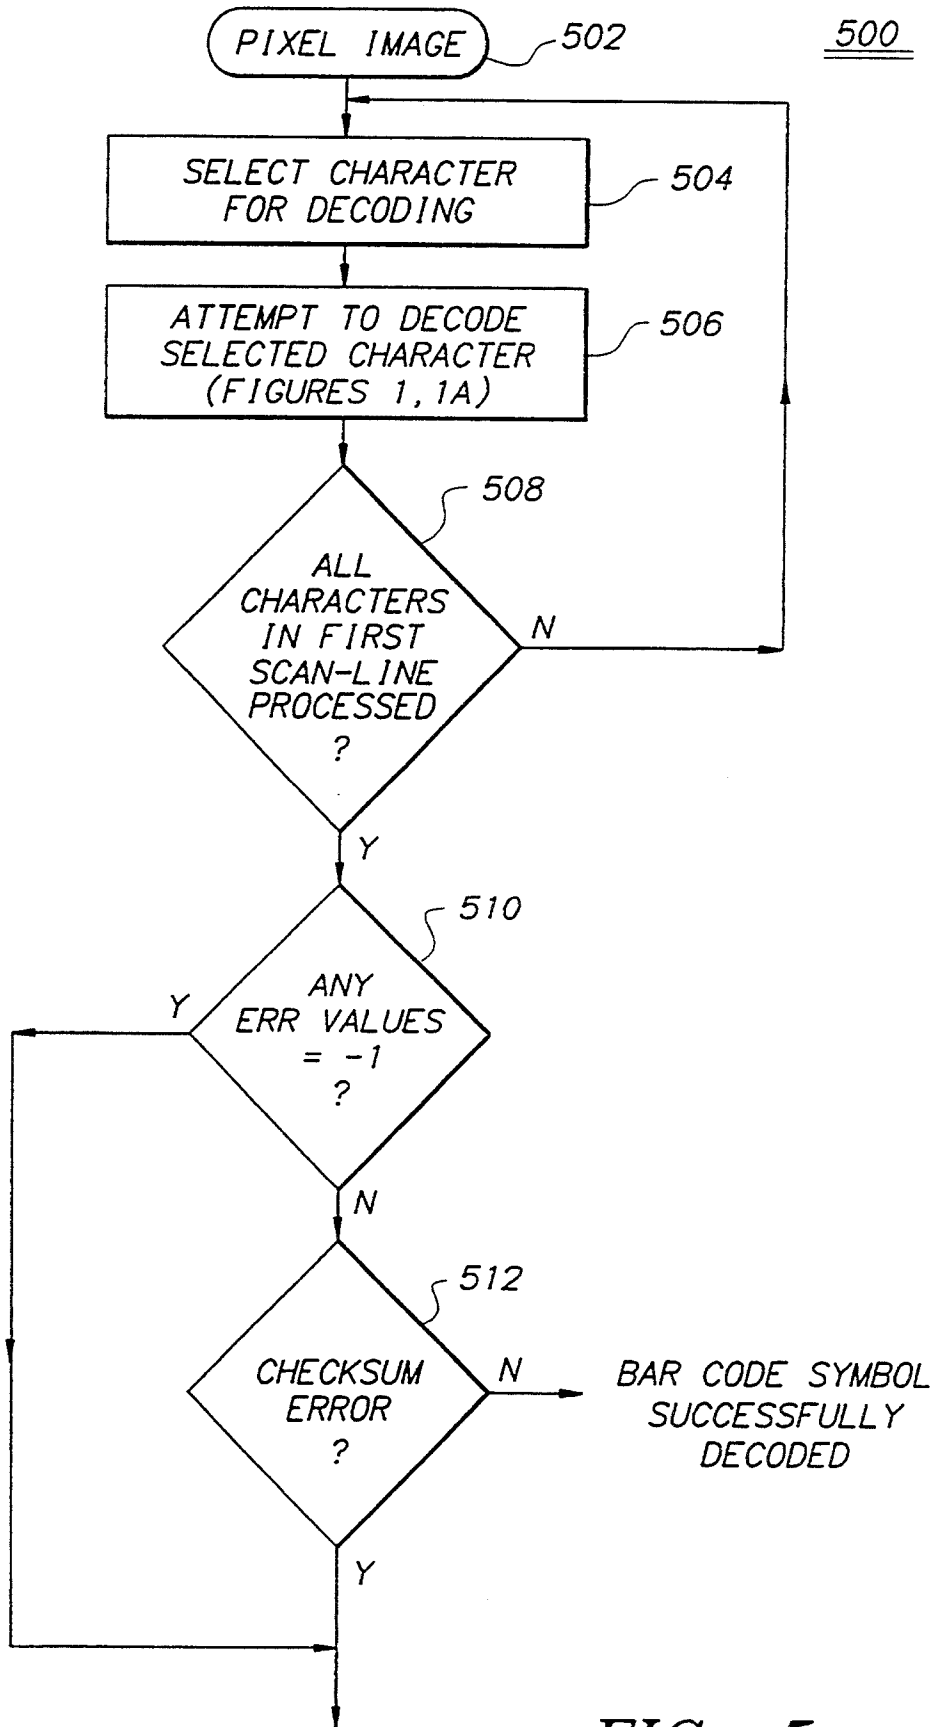 PIXEL IMAGE
502
500
SELECT CHARACTER
FOR DECODING
504
ATTEMPT TO DECODE
SELECTED CHARACTER
(FIGURES 1, 1A)
506
508
ALL
CHARACTERS
IN FIRST
SCAN-LINE
PROCESSED
?
N
Y
510
ANY
ERR VALUES
= -1
?
Y
N
512
CHECKSUM
ERROR
?
N
BAR CODE SYMBOL
SUCCESSFULLY
DECODED
Y